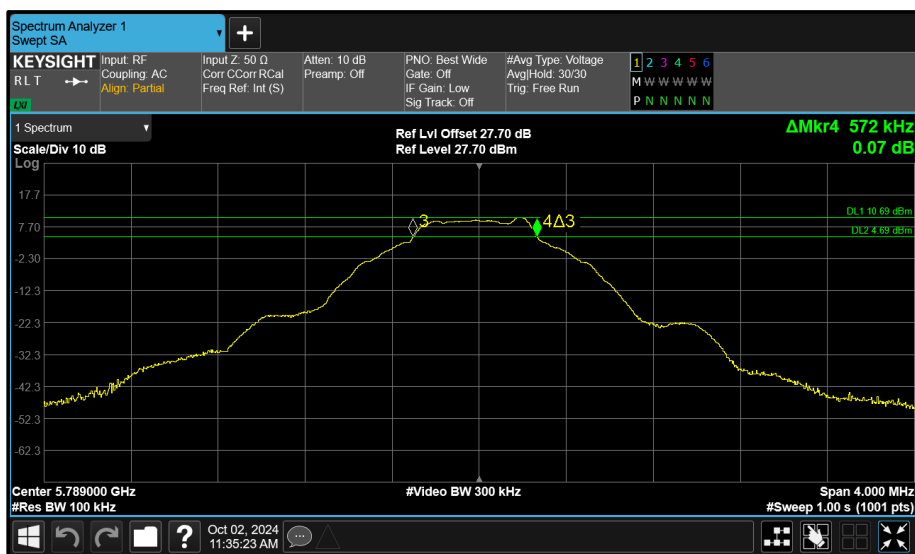 Spectrum Analyzer 1
Swept SA
+
KEYSIGHT
R L T
LXI
Input: RF
Coupling: AC
Align: Partial
Input Z: 50 Ω
Corr CCorr RCal
Freq Ref: Int (S)
Atten: 10 dB
Preamp: Off
PNO: Best Wide
Gate: Off
IF Gain: Low
Sig Track: Off
#Avg Type: Voltage
Avg|Hold: 30/30
Trig: Free Run
1 2 3 4 5 6
M W W W W W
P N N N N N
1 Spectrum
Scale/Div 10 dB
Log
Ref Lvl Offset 27.70 dB
Ref Level 27.70 dBm
ΔMkr4 572 kHz
0.07 dB
17.7
7.70
-2.30
-12.3
-22.3
-32.3
-42.3
-52.3
-62.3
3
4Δ3
DL1 10.69 dBm
DL2 4.69 dBm
Center 5.789000 GHz
#Res BW 100 kHz
#Video BW 300 kHz
Span 4.000 MHz
#Sweep 1.00 s (1001 pts)
?
Oct 02, 2024
11:35:23 AM